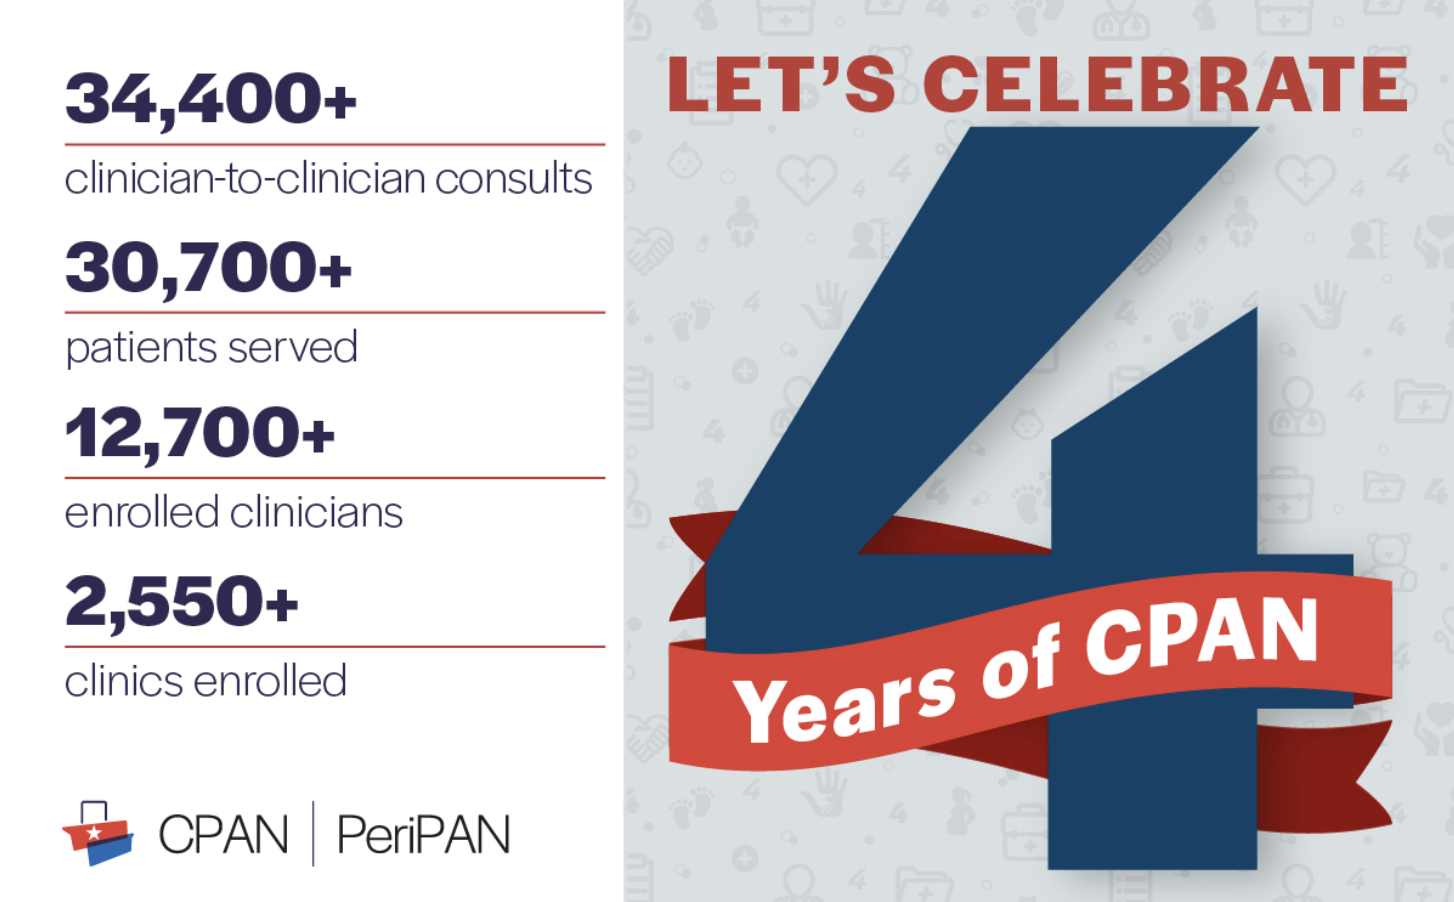 34,400+
clinician-to-clinician consults
30,700+
patients served
12,700+
enrolled clinicians
2,550+
clinics enrolled
CPAN | PeriPAN
LET’S CELEBRATE
4
Years of CPAN